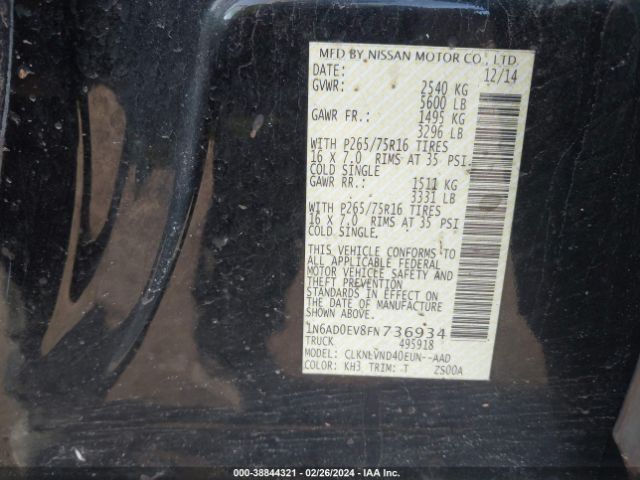 MFD BY NISSAN MOTOR CO., LTD.
DATE: 12/14
GVWR: 2540 KG
5600 LB
GAWR FR.: 1495 KG
3296 LB
WITH P265/75R16 TIRES
16 X 7.0 RIMS AT 35 PSI
COLD SINGLE
GAWR RR.: 1511 KG
3331 LB
WITH P265/75R16 TIRES
16 X 7.0 RIMS AT 35 PSI
COLD SINGLE.
THIS VEHICLE CONFORMS TO
ALL APPLICABLE FEDERAL
MOTOR VEHICLE SAFETY AND
THEFT PREVENTION
STANDARDS IN EFFECT ON
THE DATE OF MANUFACTURE
SHOWN ABOVE.
1N6AD0EV8FN736934
TRUCK 495918
MODEL: CLKNLVND40EUN--AAD
COLOR: KH3 TRIM: T ZS00A
000-38844321 | 02/26/2024 | IAA Inc.